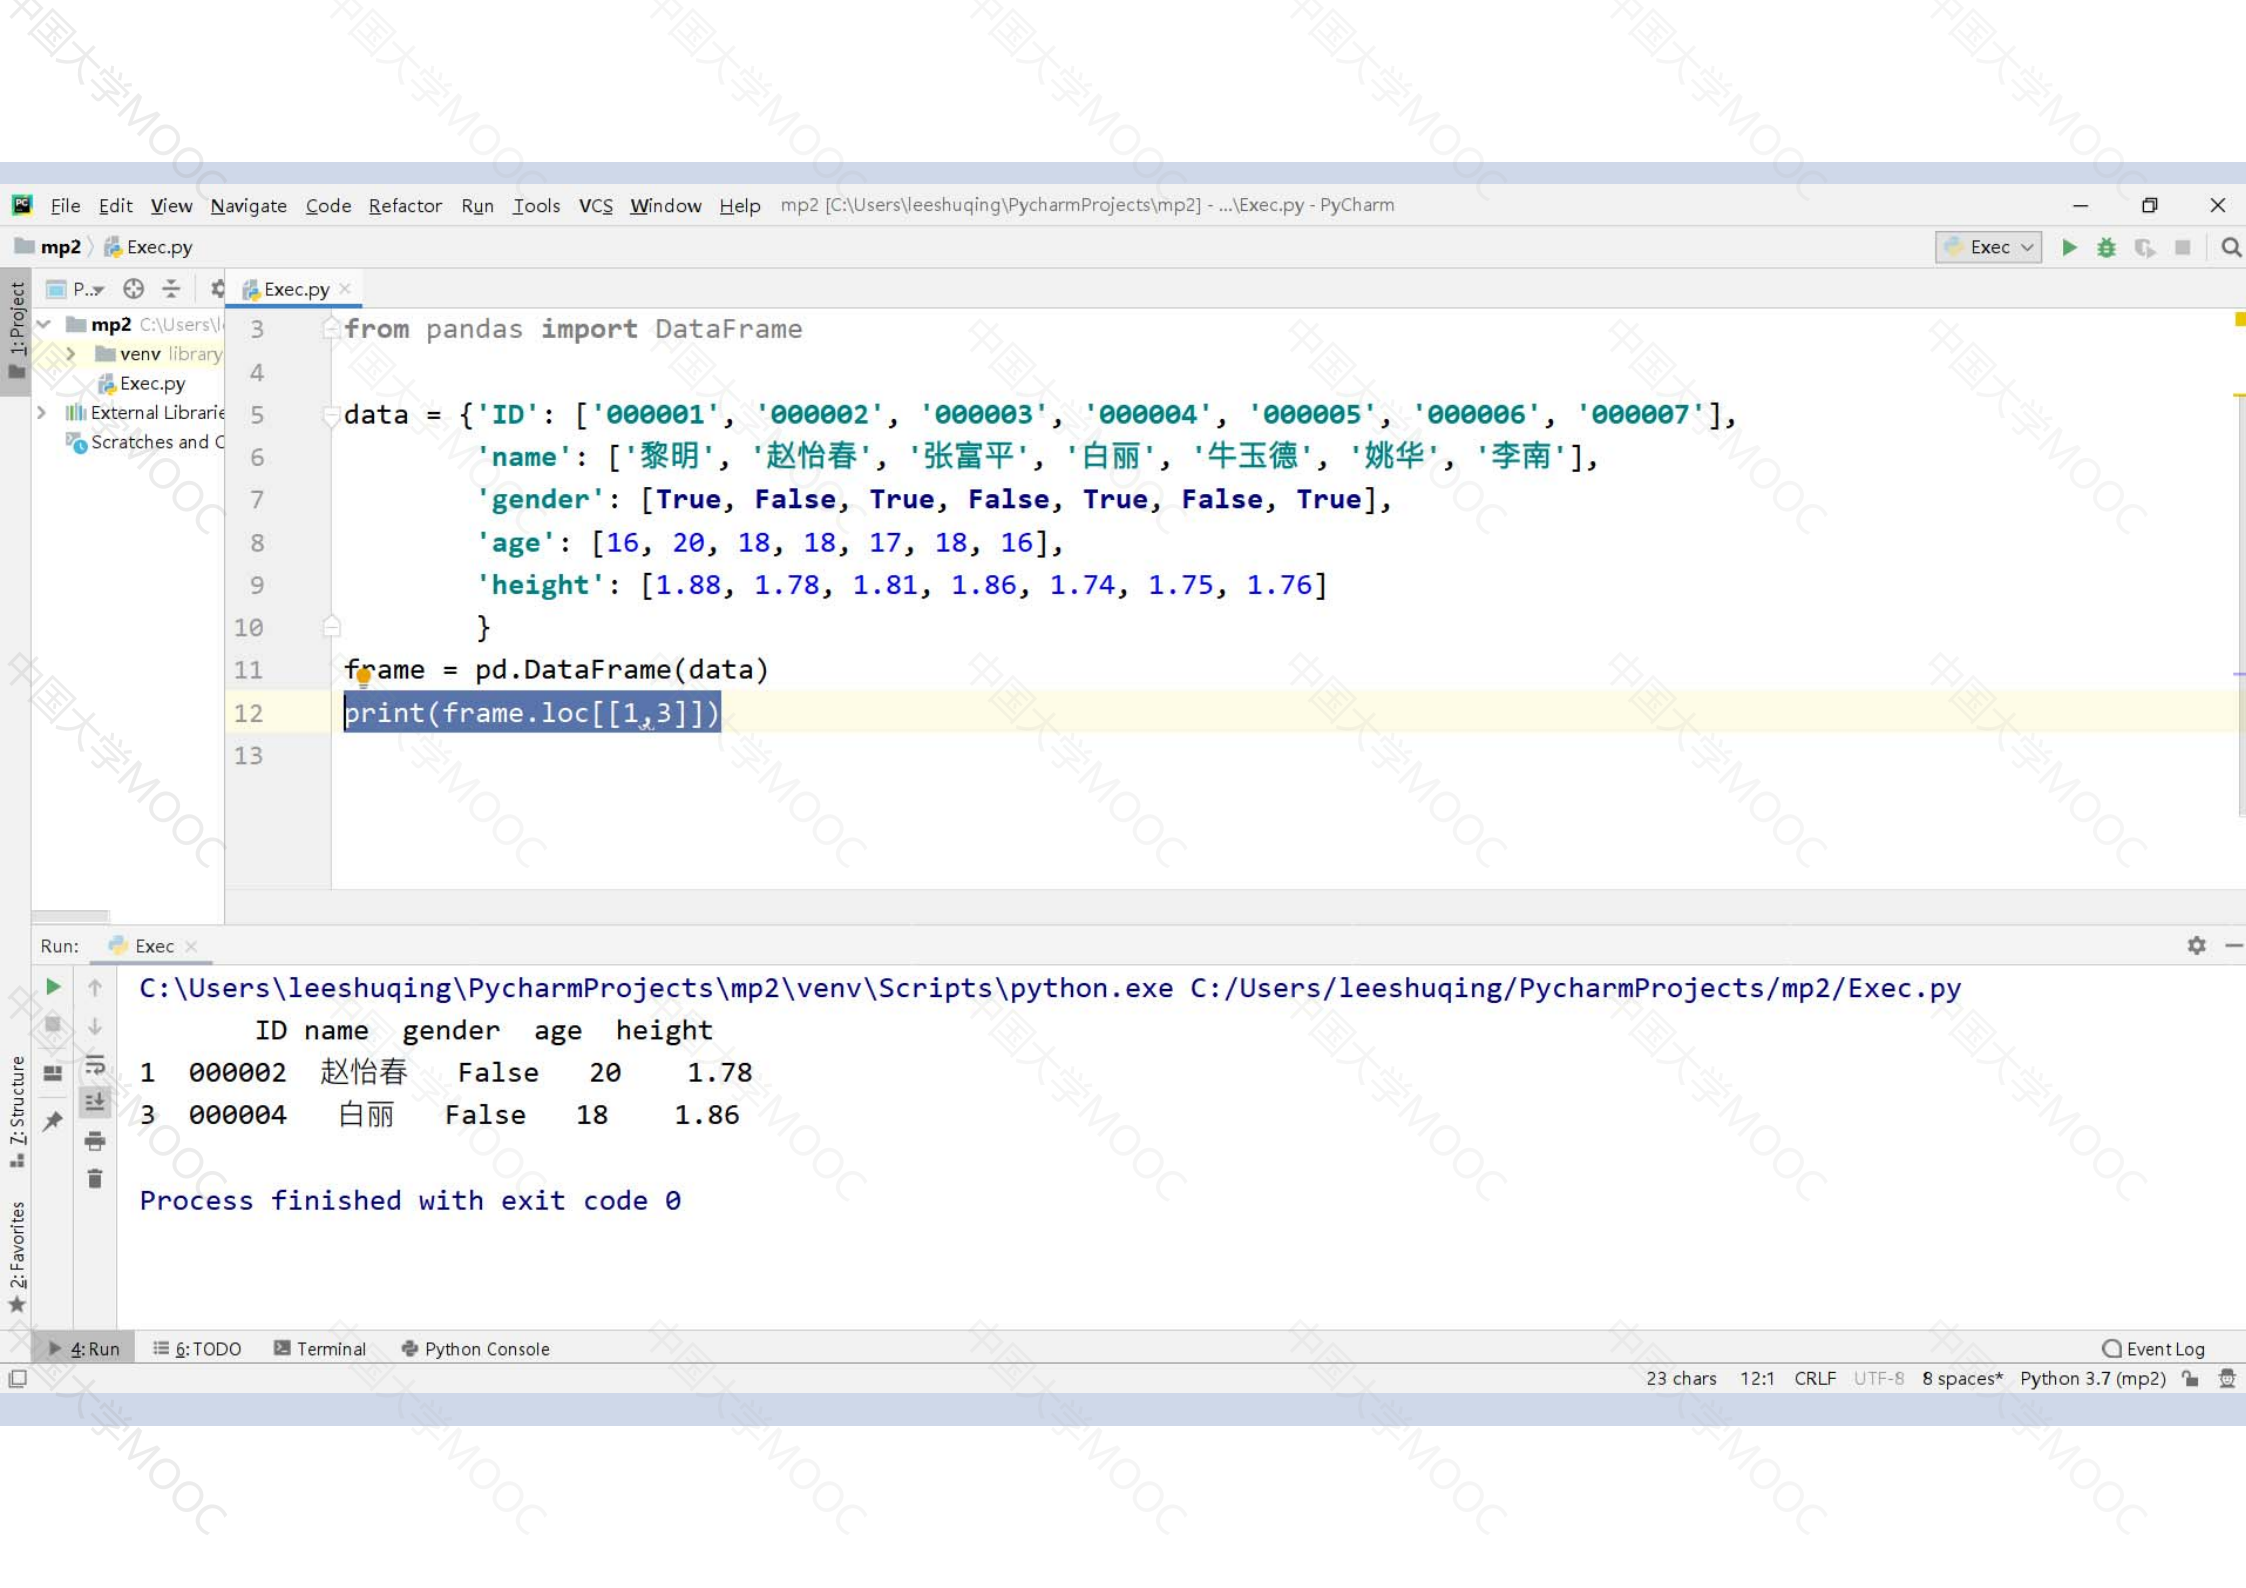 File Edit View Navigate Code Refactor Run Tools VCS Window Help mp2 [C:\Users\leeshuqing\PycharmProjects\mp2] - ...\Exec.py - PyCharm
mp2 Exec.py Exec
P.. Exec.py
1: Project
mp2 C:\Users\l
venv library
Exec.py
External Librarie
Scratches and C
3 from pandas import DataFrame
4
5 data = {'ID': ['000001', '000002', '000003', '000004', '000005', '000006', '000007'],
6 'name': ['黎明', '赵怡春', '张富平', '白丽', '牛玉德', '姚华', '李南'],
7 'gender': [True, False, True, False, True, False, True],
8 'age': [16, 20, 18, 18, 17, 18, 16],
9 'height': [1.88, 1.78, 1.81, 1.86, 1.74, 1.75, 1.76]
10 }
11 frame = pd.DataFrame(data)
12 print(frame.loc[[1,3]])
13
Run: Exec
C:\Users\leeshuqing\PycharmProjects\mp2\venv\Scripts\python.exe C:/Users/leeshuqing/PycharmProjects/mp2/Exec.py
ID name gender age height
1 000002 赵怡春 False 20 1.78
3 000004 白丽 False 18 1.86
Process finished with exit code 0
7: Structure
2: Favorites
4: Run 6: TODO Terminal Python Console Event Log
23 chars 12:1 CRLF UTF-8 8 spaces* Python 3.7 (mp2)
中国大学MOOC